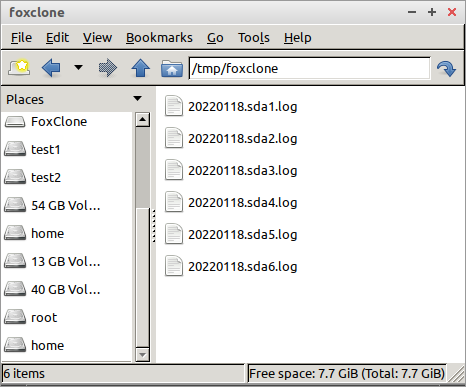 foxclone
File Edit View Bookmarks Go Tools Help
/tmp/foxclone
Places
FoxClone
test1
test2
54 GB Vol...
home
13 GB Vol...
40 GB Vol...
root
home
20220118.sda1.log
20220118.sda2.log
20220118.sda3.log
20220118.sda4.log
20220118.sda5.log
20220118.sda6.log
6 items
Free space: 7.7 GiB (Total: 7.7 GiB)